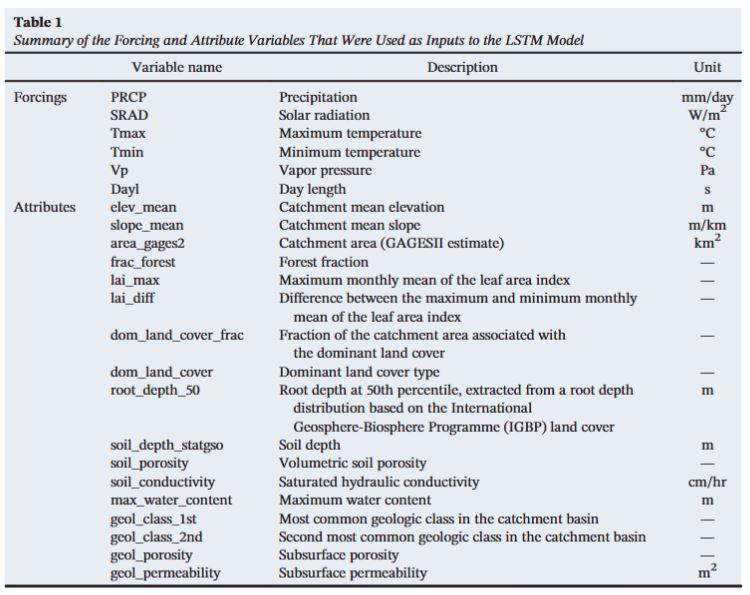 Table 1
Summary of the Forcing and Attribute Variables That Were Used as Inputs to the LSTM Model
Variable name Description Unit
Forcings PRCP Precipitation mm/day
SRAD Solar radiation W/m²
Tmax Maximum temperature °C
Tmin Minimum temperature °C
Vp Vapor pressure Pa
Dayl Day length s
Attributes elev_mean Catchment mean elevation m
slope_mean Catchment mean slope m/km
area_gages2 Catchment area (GAGESII estimate) km²
frac_forest Forest fraction —
lai_max Maximum monthly mean of the leaf area index —
lai_diff Difference between the maximum and minimum monthly —
mean of the leaf area index
dom_land_cover_frac Fraction of the catchment area associated with —
the dominant land cover
dom_land_cover Dominant land cover type —
root_depth_50 Root depth at 50th percentile, extracted from a root depth m
distribution based on the International
Geosphere-Biosphere Programme (IGBP) land cover
soil_depth_statgso Soil depth m
soil_porosity Volumetric soil porosity —
soil_conductivity Saturated hydraulic conductivity cm/hr
max_water_content Maximum water content m
geol_class_1st Most common geologic class in the catchment basin —
geol_class_2nd Second most common geologic class in the catchment basin —
geol_porosity Subsurface porosity —
geol_permeability Subsurface permeability m²